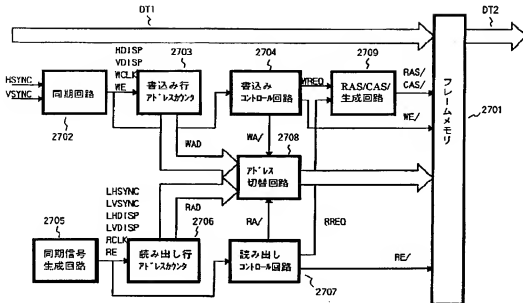 DT1
DT2
HDISP
VDISP
WCLK
WE
2703
2704
2709
HSYNC
VSYNC
同期回路
2702
書込み行
アドレスカウンタ
書込み
コントロール回路
WREQ
RAS/CAS/
生成回路
RAS/
CAS/
WE/
フレームメモリ
2701
WAD
WA/
2708
アドレス
切替回路
LHSYNC
LVSYNC
LHDISP
LVDISP
RCLK
RE
RAD
RA/
RREQ
2705
2706
同期信号
生成回路
読み出し行
アドレスカウンタ
読み出し
コントロール回路
RE/
2707